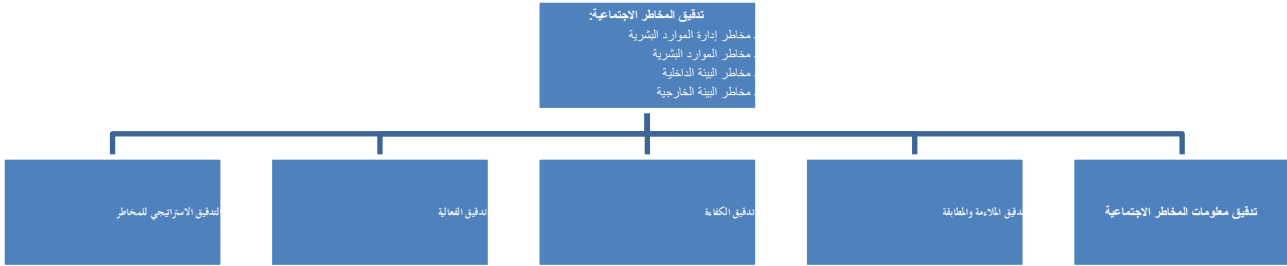 تدقيق المخاطر الاجتماعية:
. مخاطر إدارة الموارد البشرية
. مخاطر الموارد البشرية
. مخاطر البيئة الداخلية
. مخاطر البيئة الخارجية
تدقيق معلومات المخاطر الاجتماعية
تدقيق الملاءمة والمطابقة
تدقيق الكفاءة
تدقيق الفعالية
التدقيق الاستراتيجي للمخاطر